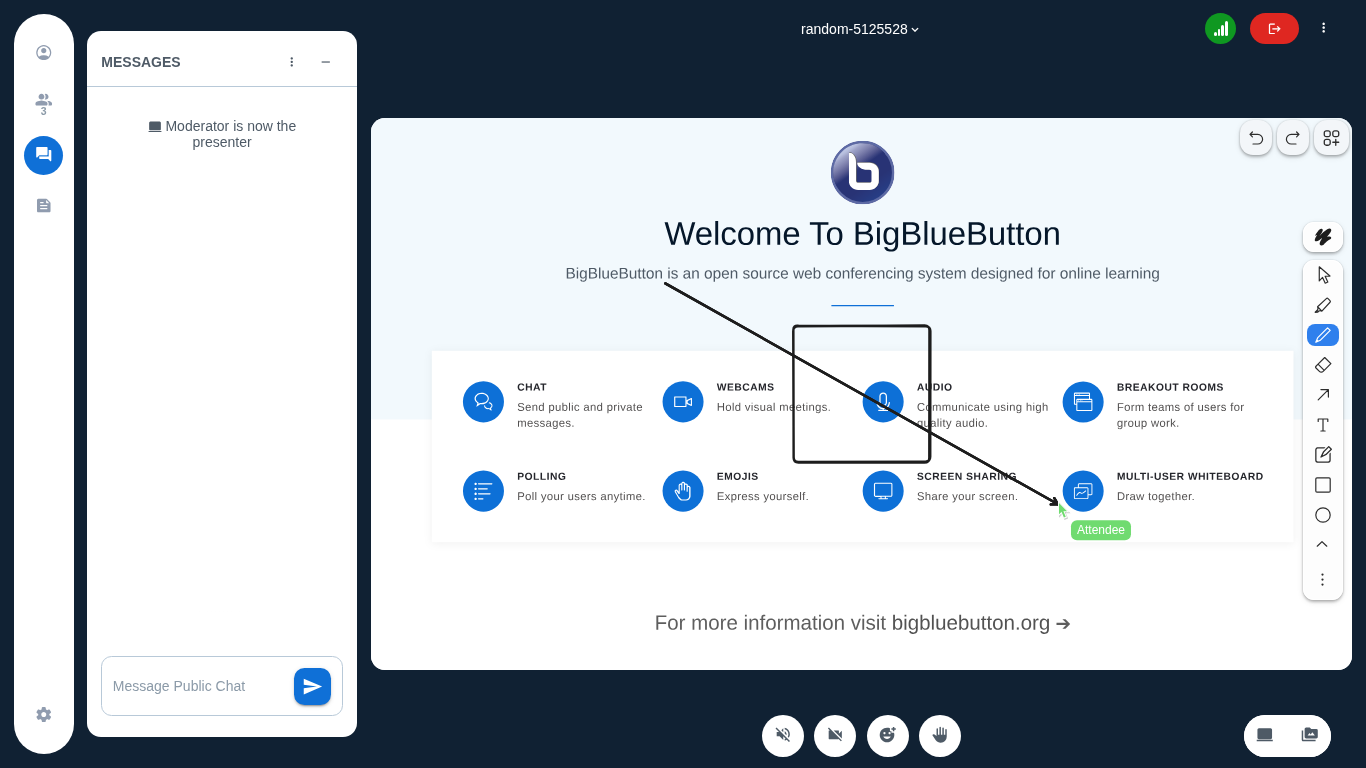 random-5125528
MESSAGES
3
Moderator is now the
presenter
Message Public Chat
Welcome To BigBlueButton
BigBlueButton is an open source web conferencing system designed for online learning
CHAT
Send public and private
messages.
WEBCAMS
Hold visual meetings.
AUDIO
Communicate using high
quality audio.
BREAKOUT ROOMS
Form teams of users for
group work.
POLLING
Poll your users anytime.
EMOJIS
Express yourself.
SCREEN SHARING
Share your screen.
MULTI-USER WHITEBOARD
Draw together.
Attendee
For more information visit bigbluebutton.org ➔